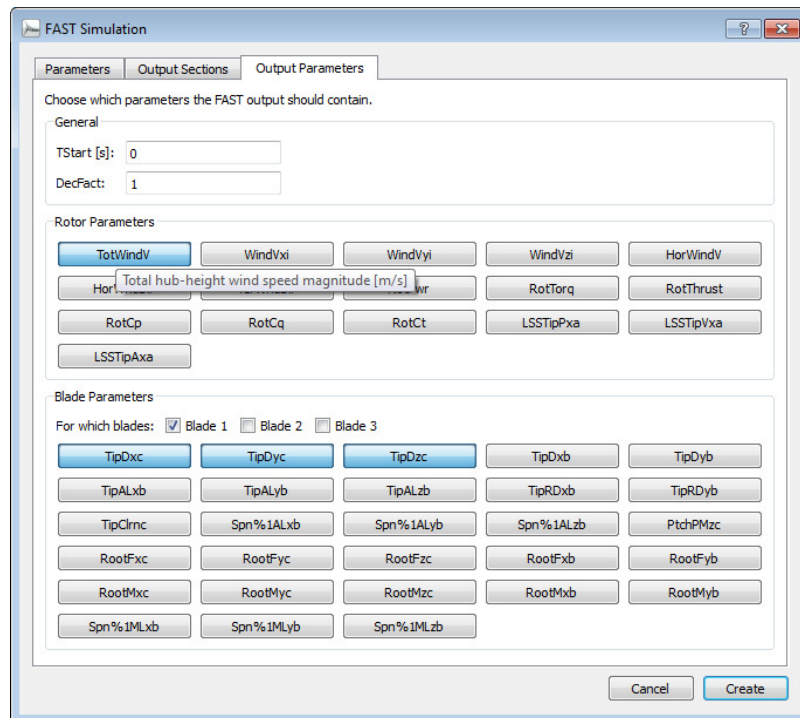 FAST Simulation
Parameters Output Sections Output Parameters
Choose which parameters the FAST output should contain.
General
TStart [s]: 0
DecFact: 1
Rotor Parameters
TotWindV WindVxi WindVyi WindVzi HorWindV
Total hub-height wind speed magnitude [m/s]
RotTorq RotThrust
RotCp RotCq RotCt LSSTipPxa LSSTipVxa
LSSTipAxa
Blade Parameters
For which blades: Blade 1 Blade 2 Blade 3
TipDxc TipDyc TipDzc TipDxb TipDyb
TipALxb TipALyb TipALzb TipRDxb TipRDyb
TipClrnc Spn%1ALxb Spn%1ALyb Spn%1ALzb PtchPMzc
RootFxc RootFyc RootFzc RootFxb RootFyb
RootMxc RootMyc RootMzc RootMxb RootMyb
Spn%1MLxb Spn%1MLyb Spn%1MLzb
Cancel Create